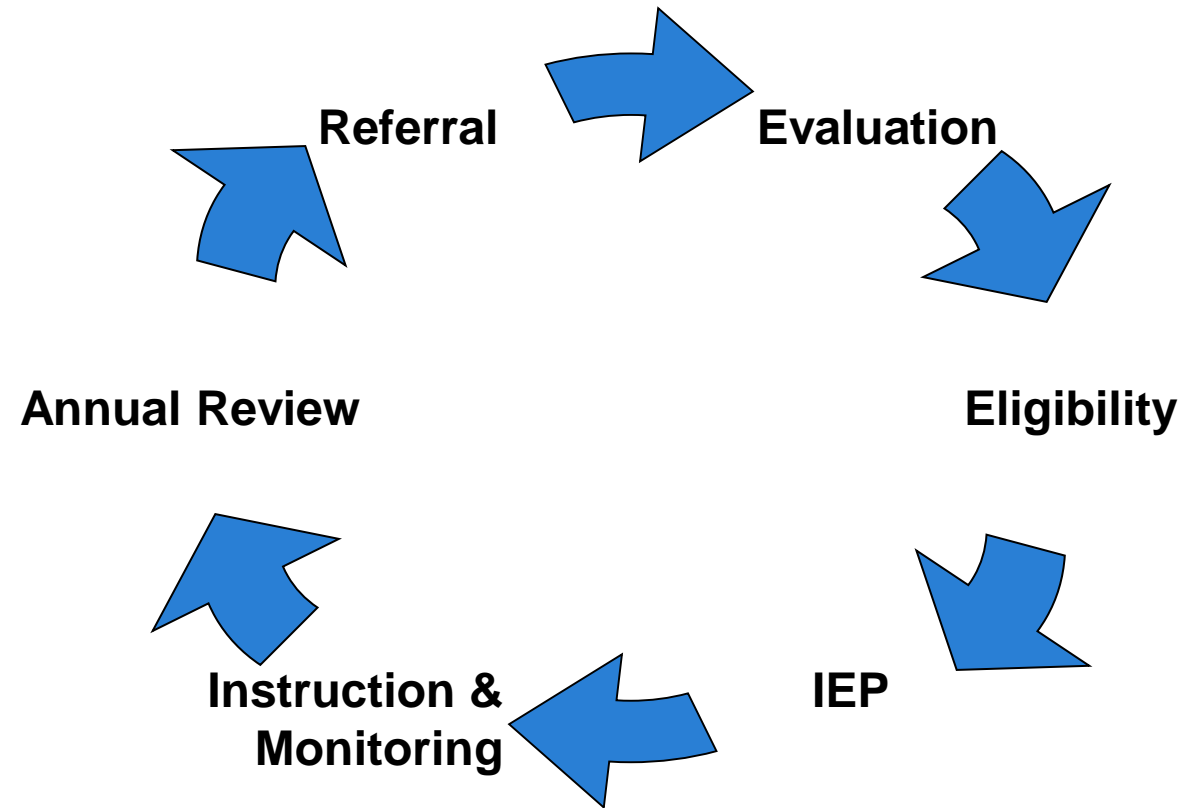 Referral
Evaluation
Annual Review
Eligibility
Instruction &
Monitoring
IEP